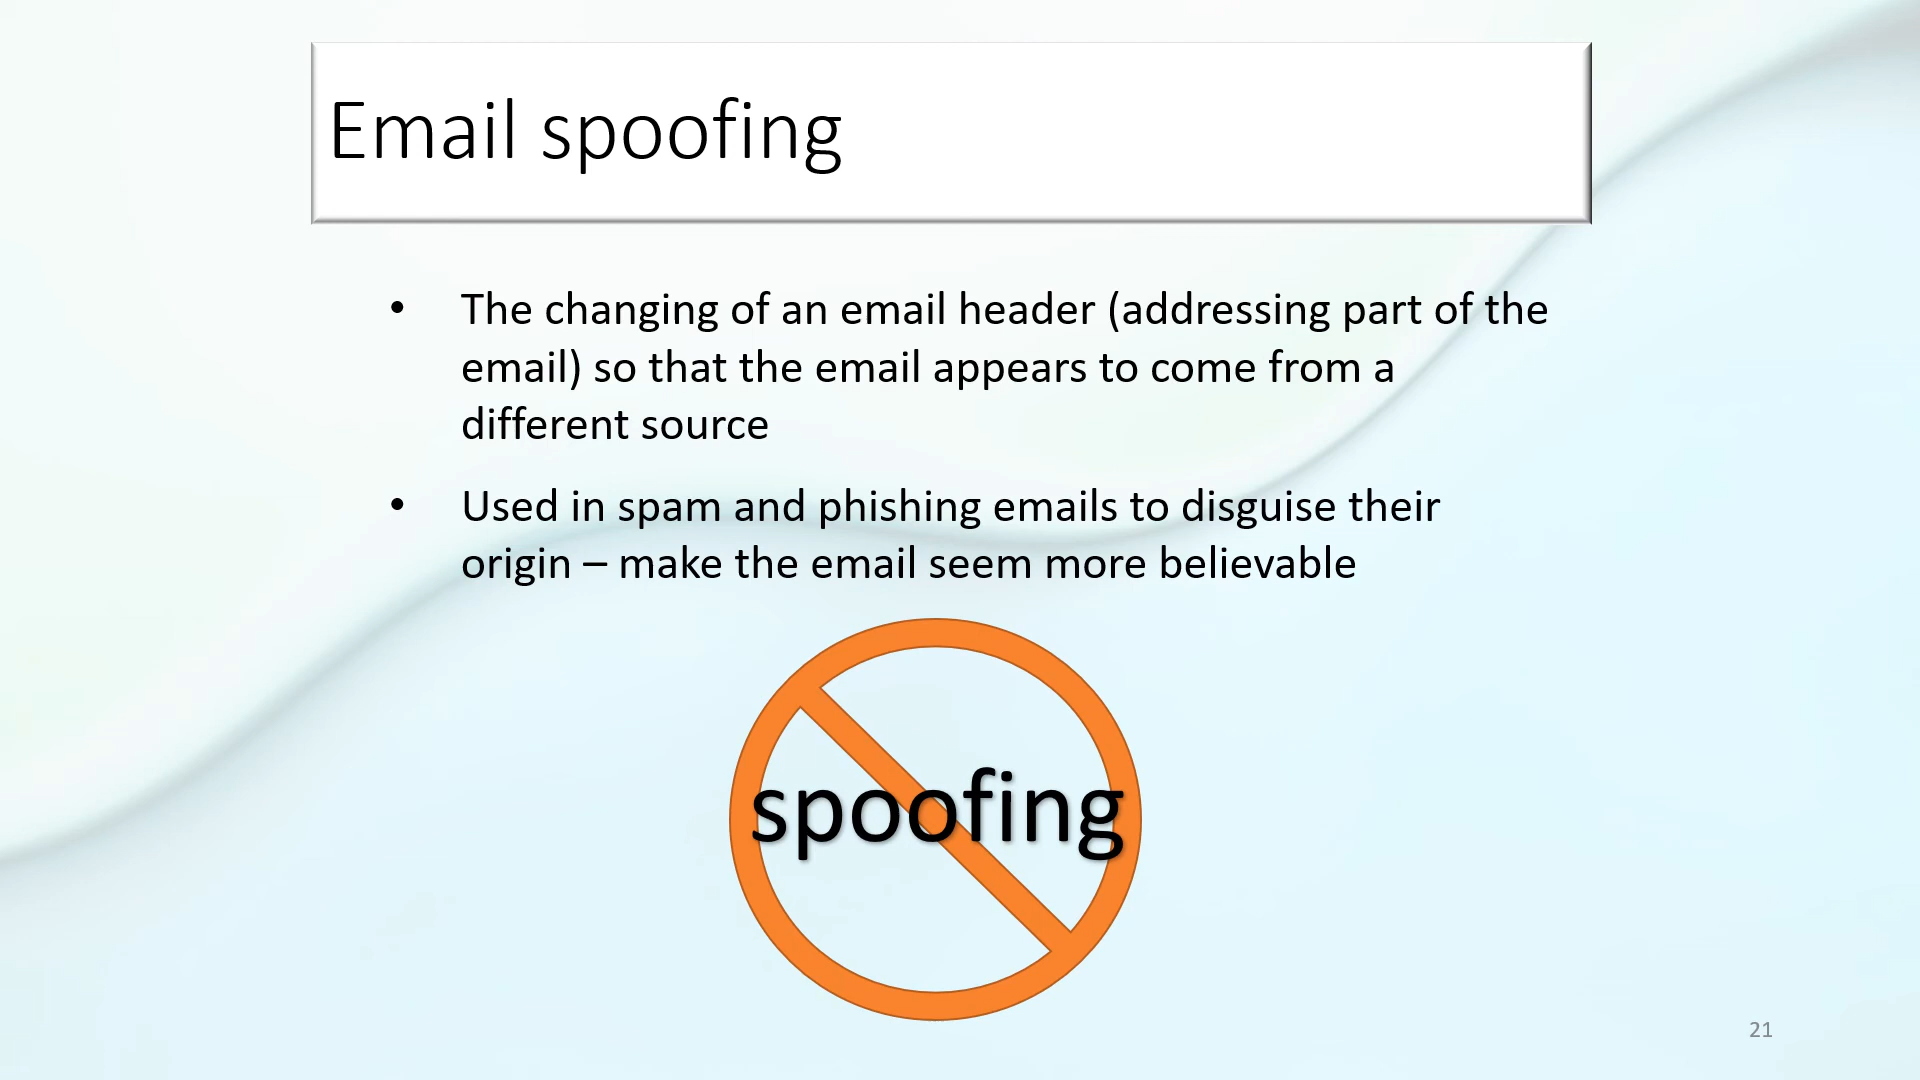 Email spoofing
• The changing of an email header (addressing part of the
email) so that the email appears to come from a
different source
• Used in spam and phishing emails to disguise their
origin – make the email seem more believable
spoofing
21